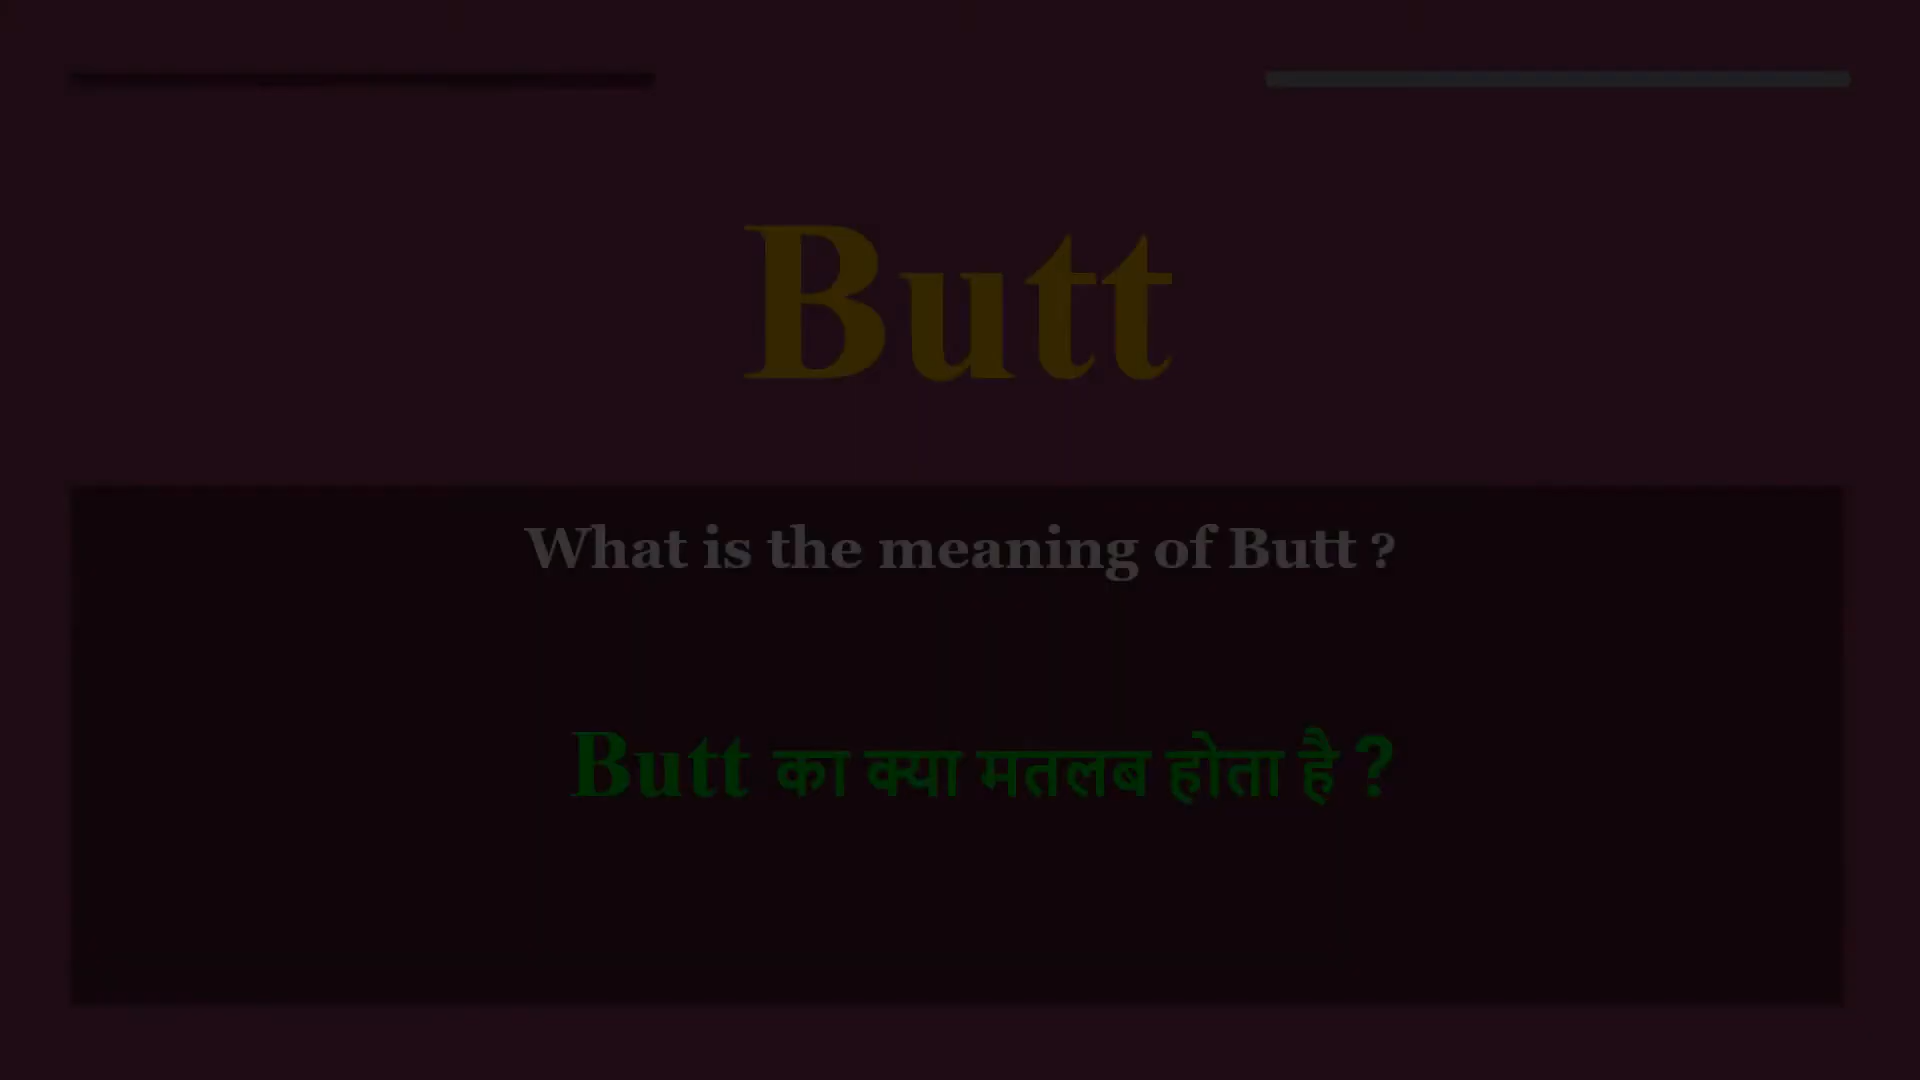 Butt
What is the meaning of Butt ?
Butt का क्या मतलब होता है ?